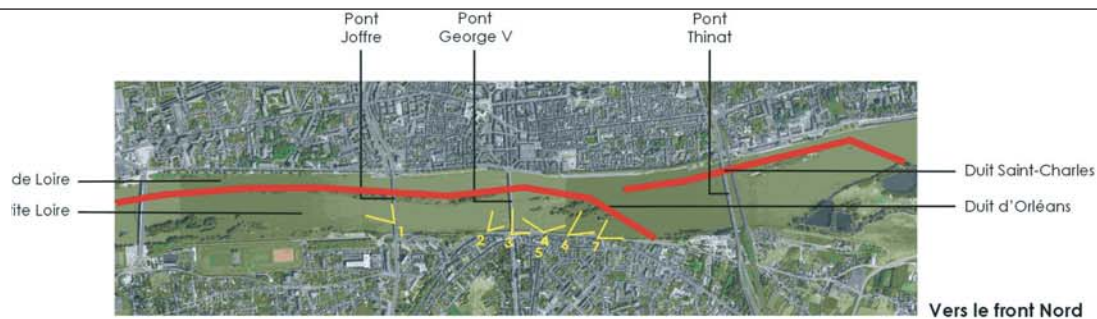 Pont
Joffre
Pont
George V
Pont
Thinat
de Loire
ite Loire
Duit Saint-Charles
Duit d'Orléans
1
2
3
4
5
6
7
Vers le front Nord